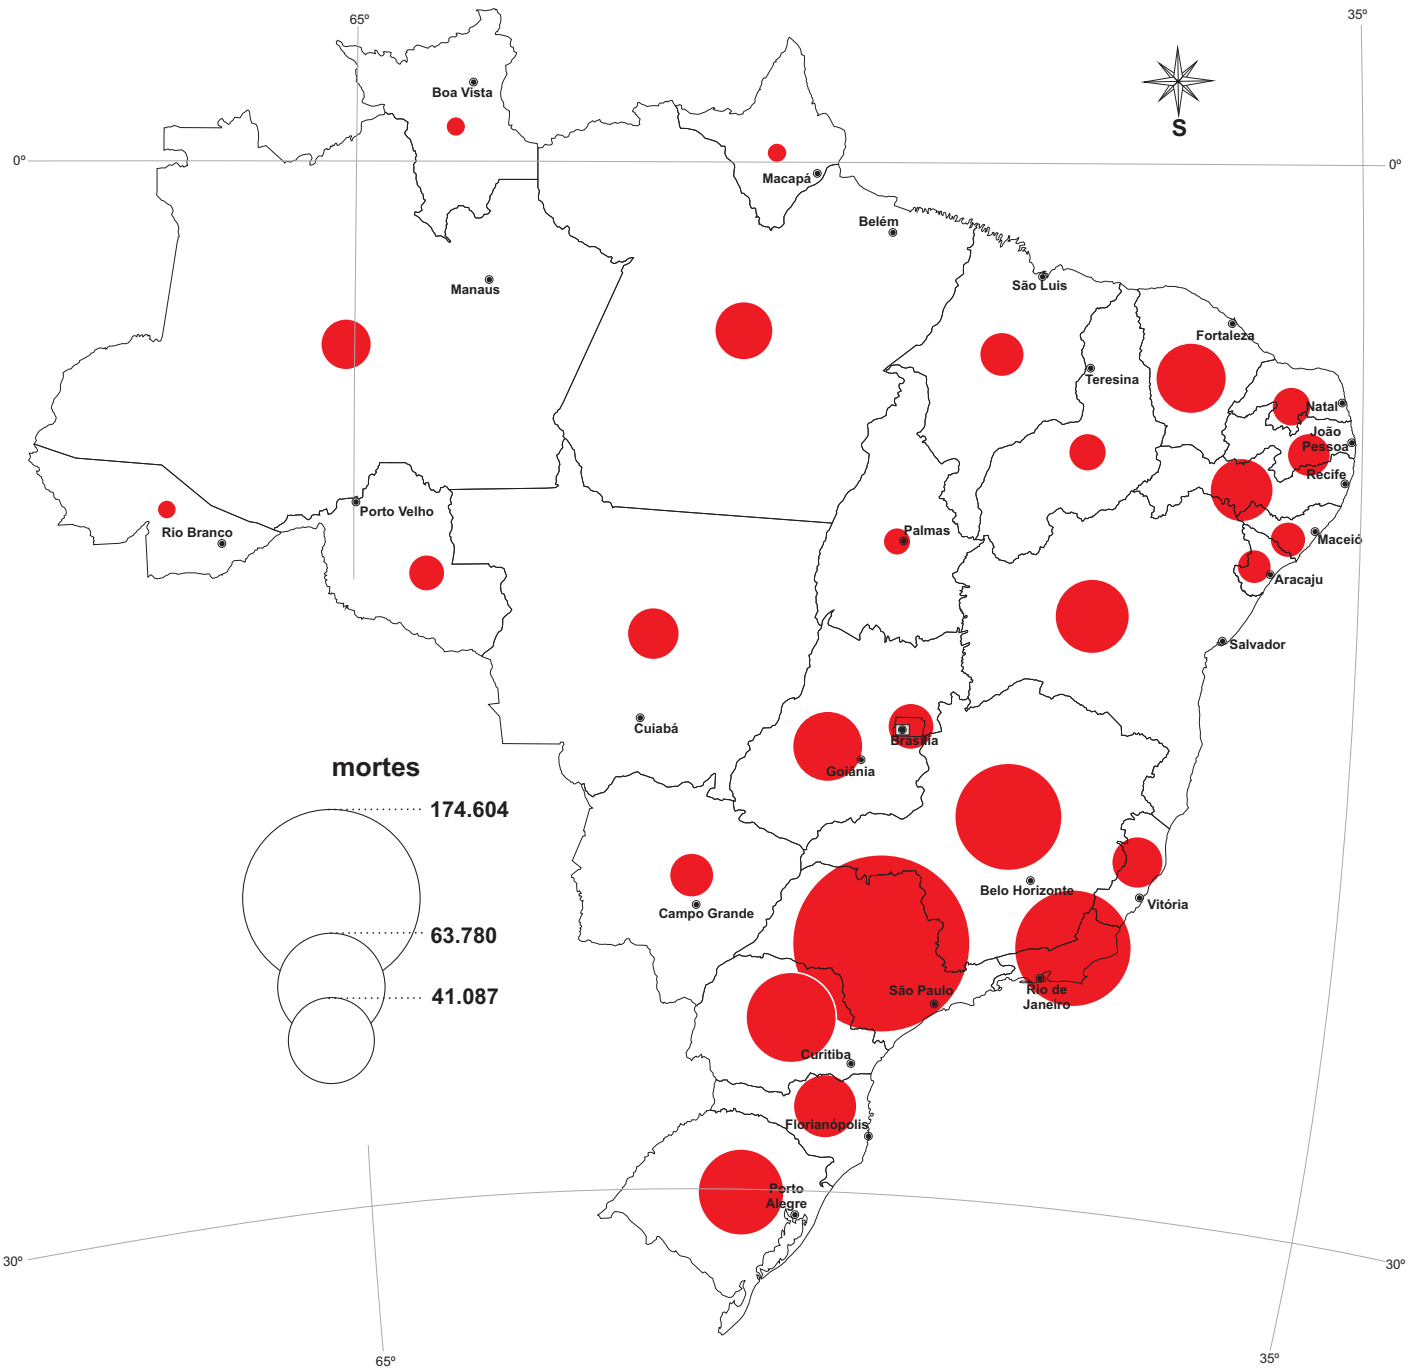 65º
35º
Boa Vista
S
0º
0º
Macapá
Belém
Manaus
São Luis
Fortaleza
Teresina
Natal
João
Pessoa
Recife
Porto Velho
Rio Branco
Palmas
Maceió
Aracaju
Salvador
Cuiabá
Brasília
Goiânia
mortes
174.604
63.780
41.087
Belo Horizonte
Vitória
Campo Grande
São Paulo
Rio de
Janeiro
Curitiba
Florianópolis
Porto
Alegre
30º
30º
65º
35º